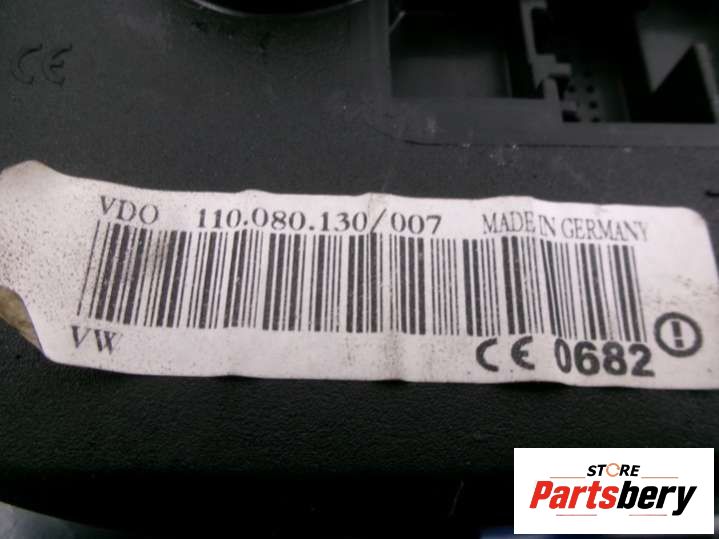 CE
VDO 110.080.130/007 MADE IN GERMANY
VW
CE 0682 !
STORE
Partsbery